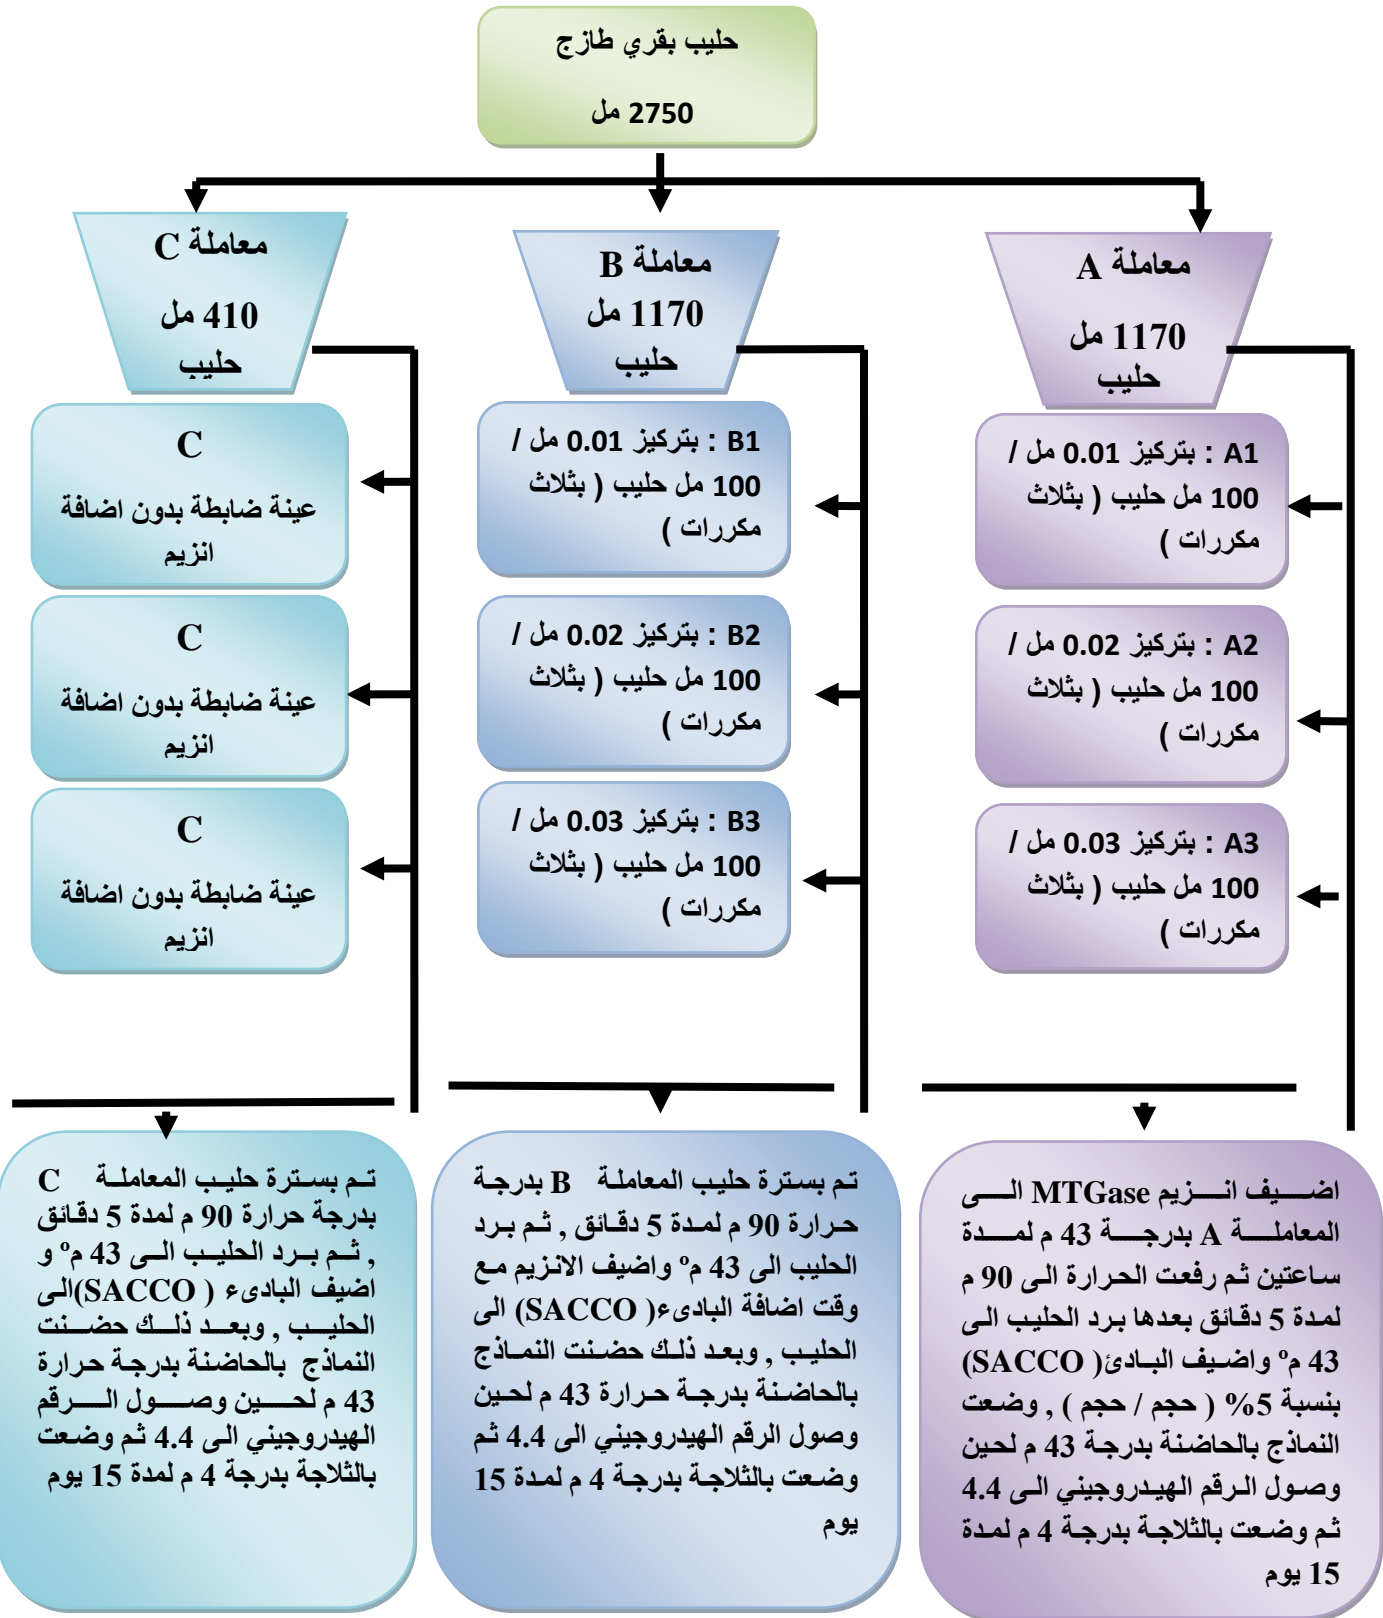 حليب بقري طازج
2750 مل
معاملة A
1170 مل
حليب
معاملة B
1170 مل
حليب
معاملة C
410 مل
حليب
A1 : بتركيز 0.01 مل /
100 مل حليب ( بثلاث
مكررات )
A2 : بتركيز 0.02 مل /
100 مل حليب ( بثلاث
مكررات )
A3 : بتركيز 0.03 مل /
100 مل حليب ( بثلاث
مكررات )
B1 : بتركيز 0.01 مل /
100 مل حليب ( بثلاث
مكررات )
B2 : بتركيز 0.02 مل /
100 مل حليب ( بثلاث
مكررات )
B3 : بتركيز 0.03 مل /
100 مل حليب ( بثلاث
مكررات )
C
عينة ضابطة بدون اضافة
انزيم
C
عينة ضابطة بدون اضافة
انزيم
C
عينة ضابطة بدون اضافة
انزيم
اضيف انزيم MTGase الى
المعاملة A بدرجة 43 م لمدة
ساعتين ثم رفعت الحرارة الى 90 م
لمدة 5 دقائق بعدها برد الحليب الى
43 مº واضيف البادئ( SACCO)
بنسبة 5% ( حجم / حجم ) , وضعت
النماذج بالحاضنة بدرجة 43 م لحين
وصول الرقم الهيدروجيني الى 4.4
ثم وضعت بالثلاجة بدرجة 4 م لمدة
15 يوم
تم بسترة حليب المعاملة B بدرجة
حرارة 90 م لمدة 5 دقائق , ثم برد
الحليب الى 43 مº واضيف الانزيم مع
وقت اضافة البادىء( SACCO) الى
الحليب , وبعد ذلك حضنت النماذج
بالحاضنة بدرجة حرارة 43 م لحين
وصول الرقم الهيدروجيني الى 4.4 ثم
وضعت بالثلاجة بدرجة 4 م لمدة 15
يوم
تم بسترة حليب المعاملة C
بدرجة حرارة 90 م لمدة 5 دقائق
, ثم برد الحليب الى 43 مº و
اضيف البادىء ( SACCO)الى
الحليب , وبعد ذلك حضنت
النماذج بالحاضنة بدرجة حرارة
43 م لحين وصول الرقم
الهيدروجيني الى 4.4 ثم وضعت
بالثلاجة بدرجة 4 م لمدة 15 يوم